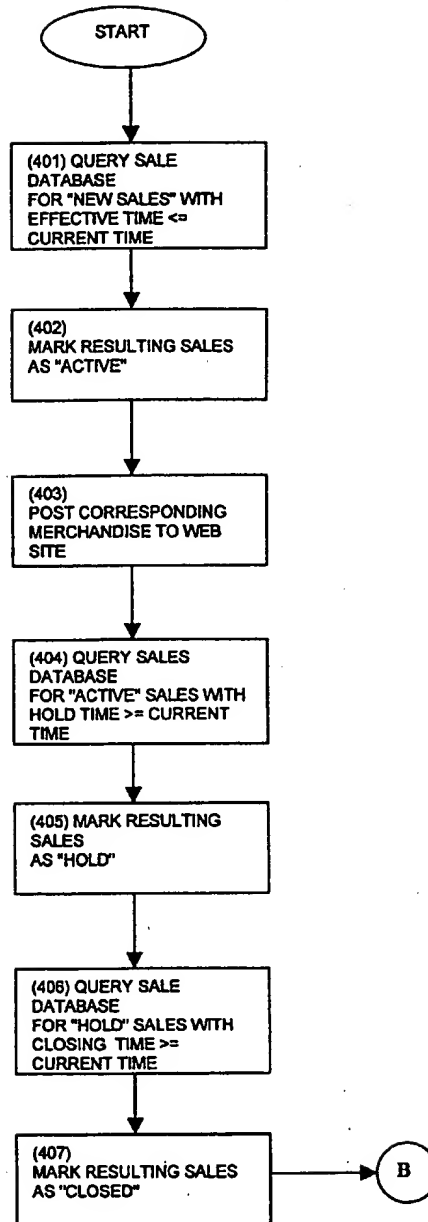 START
(401) QUERY SALE
DATABASE
FOR "NEW SALES" WITH
EFFECTIVE TIME <=
CURRENT TIME
(402)
MARK RESULTING SALES
AS "ACTIVE"
(403)
POST CORRESPONDING
MERCHANDISE TO WEB
SITE
(404) QUERY SALES
DATABASE
FOR "ACTIVE" SALES WITH
HOLD TIME >= CURRENT
TIME
(405) MARK RESULTING
SALES
AS "HOLD"
(406) QUERY SALE
DATABASE
FOR "HOLD" SALES WITH
CLOSING TIME >=
CURRENT TIME
(407)
MARK RESULTING SALES
AS "CLOSED"
B